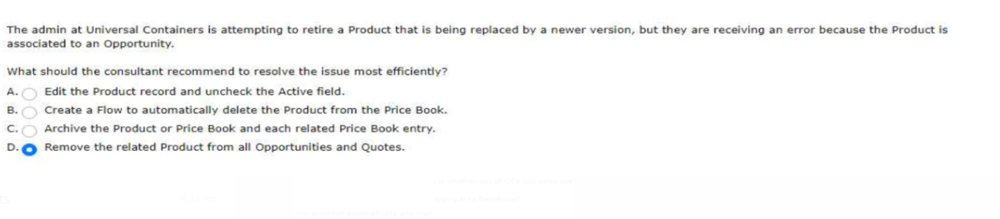 The admin at Universal Containers is attempting to retire a Product that is being replaced by a newer version, but they are receiving an error because the Product is
associated to an Opportunity.
What should the consultant recommend to resolve the issue most efficiently?
A. Edit the Product record and uncheck the Active field.
B. Create a Flow to automatically delete the Product from the Price Book.
C. Archive the Product or Price Book and each related Price Book entry.
D. Remove the related Product from all Opportunities and Quotes.